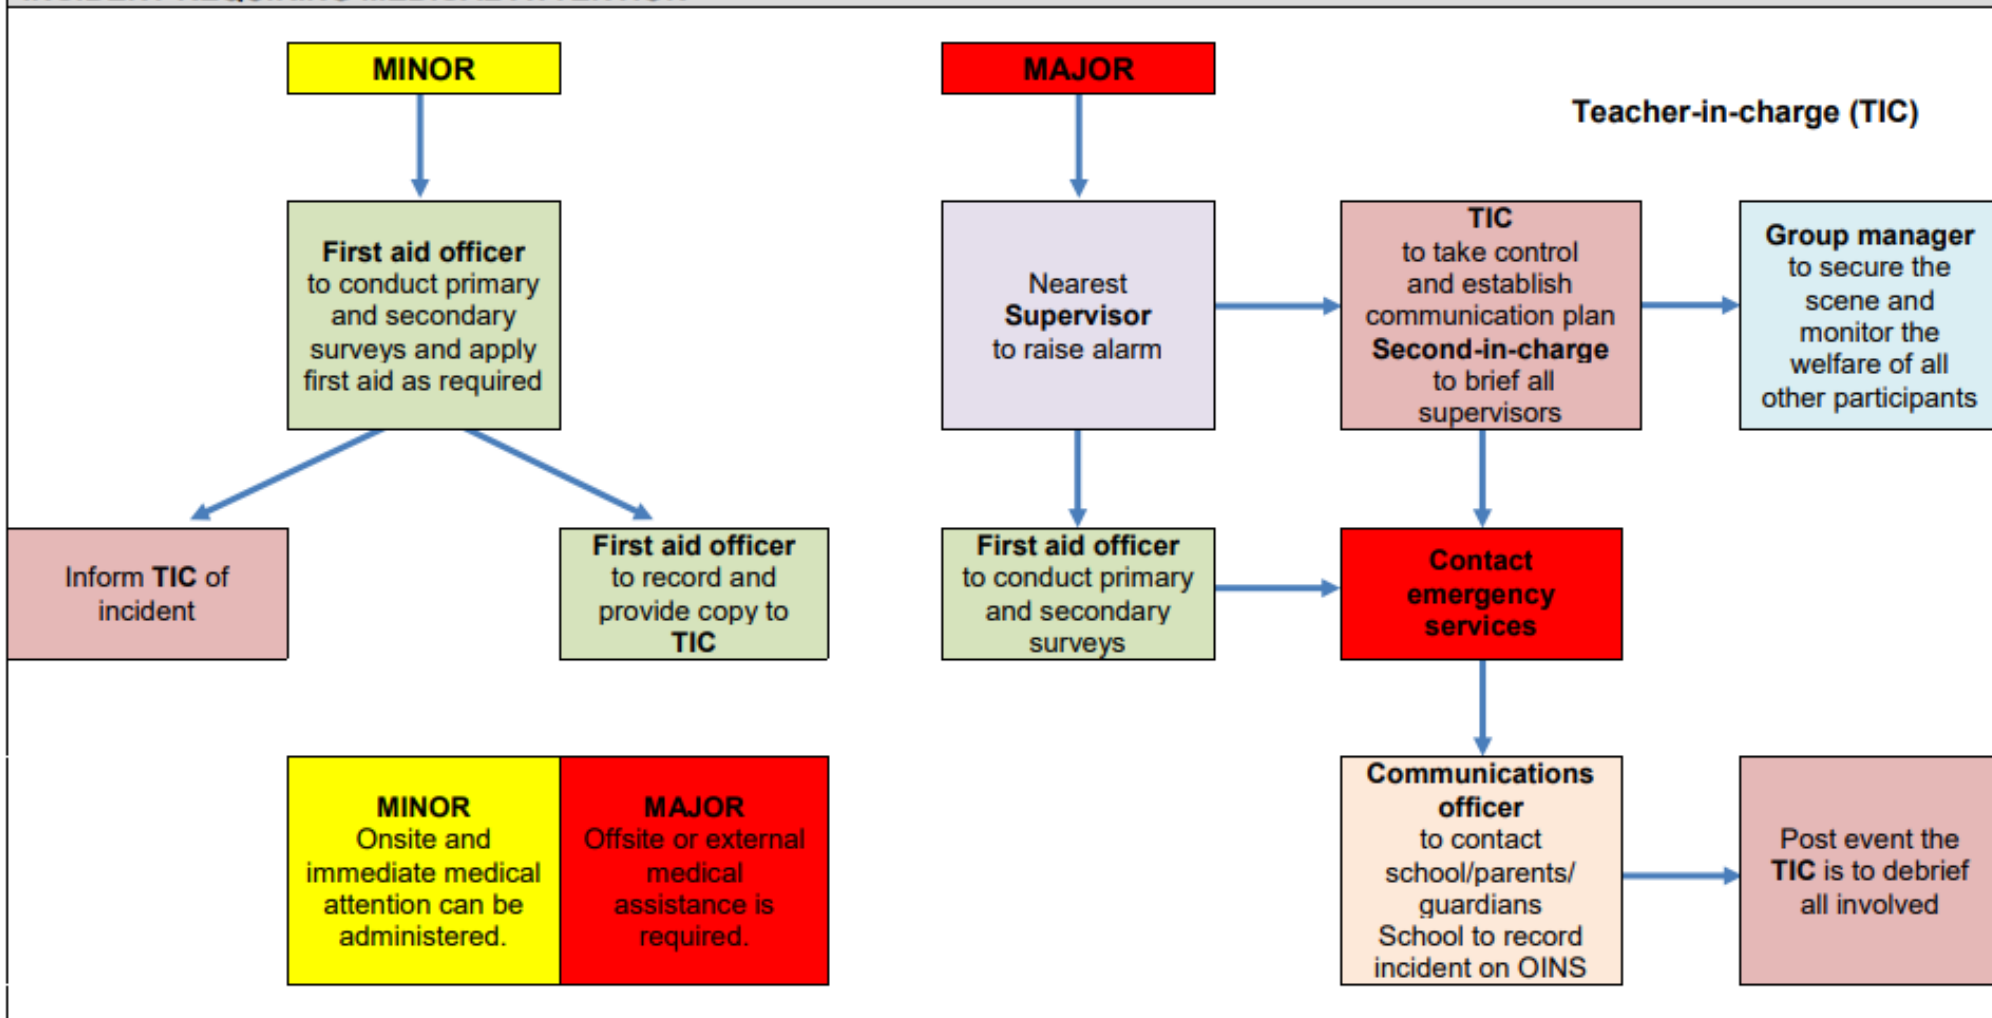 INCIDENT REQUIRING MEDICAL ATTENTION
MINOR
MAJOR
Teacher-in-charge (TIC)
First aid officer
to conduct primary
and secondary
surveys and apply
first aid as required
Nearest
Supervisor
to raise alarm
TIC
to take control
and establish
communication plan
Second-in-charge
to brief all
supervisors
Group manager
to secure the
scene and
monitor the
welfare of all
other participants
Inform TIC of
incident
First aid officer
to record and
provide copy to
TIC
First aid officer
to conduct primary
and secondary
surveys
Contact
emergency
services
MINOR
Onsite and
immediate medical
attention can be
administered.
MAJOR
Offsite or external
medical
assistance is
required.
Communications
officer
to contact
school/parents/
guardians
School to record
incident on OINS
Post event the
TIC is to debrief
all involved